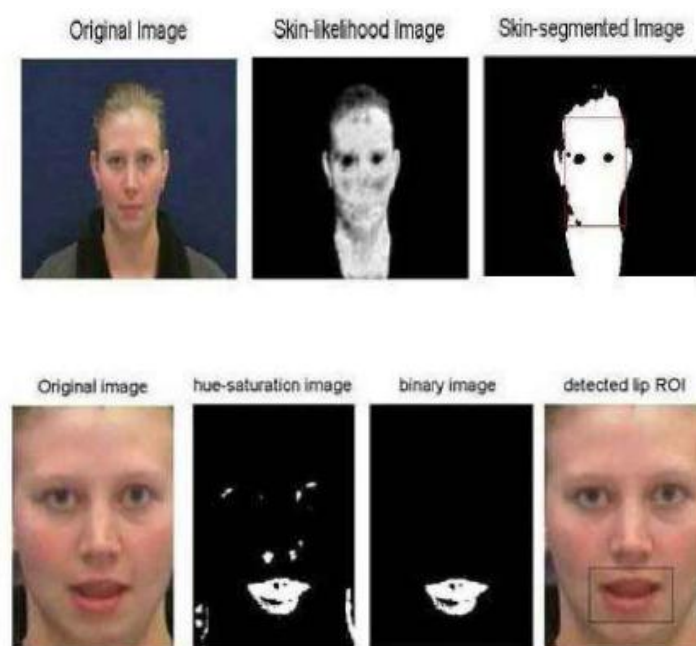 Original Image
Skin-likelihood Image
Skin-segmented Image
Original image
hue-saturation image
binary image
detected lip ROI